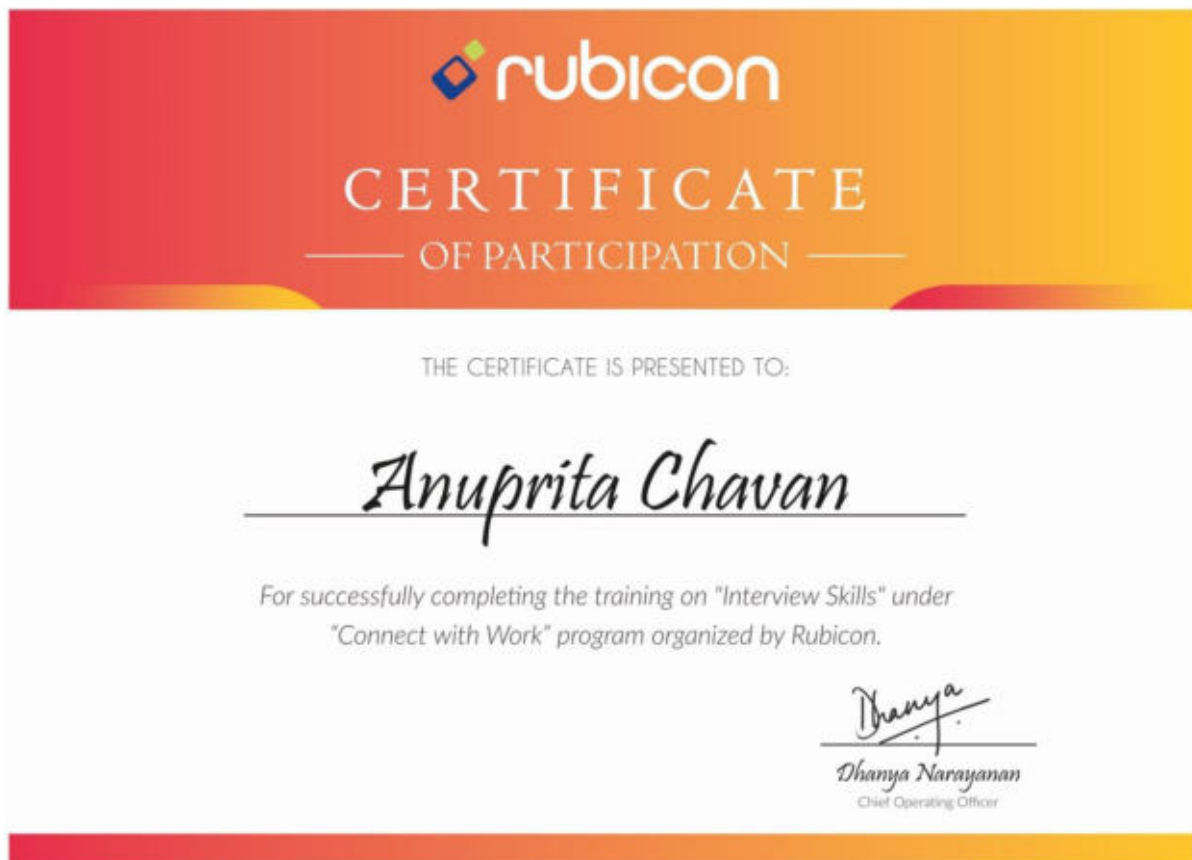 rubicon
CERTIFICATE
OF PARTICIPATION
THE CERTIFICATE IS PRESENTED TO:
Anuprita Chavan
For successfully completing the training on "Interview Skills" under
"Connect with Work" program organized by Rubicon.
Dhanya
Dhanya Narayanan
Chief Operating Officer